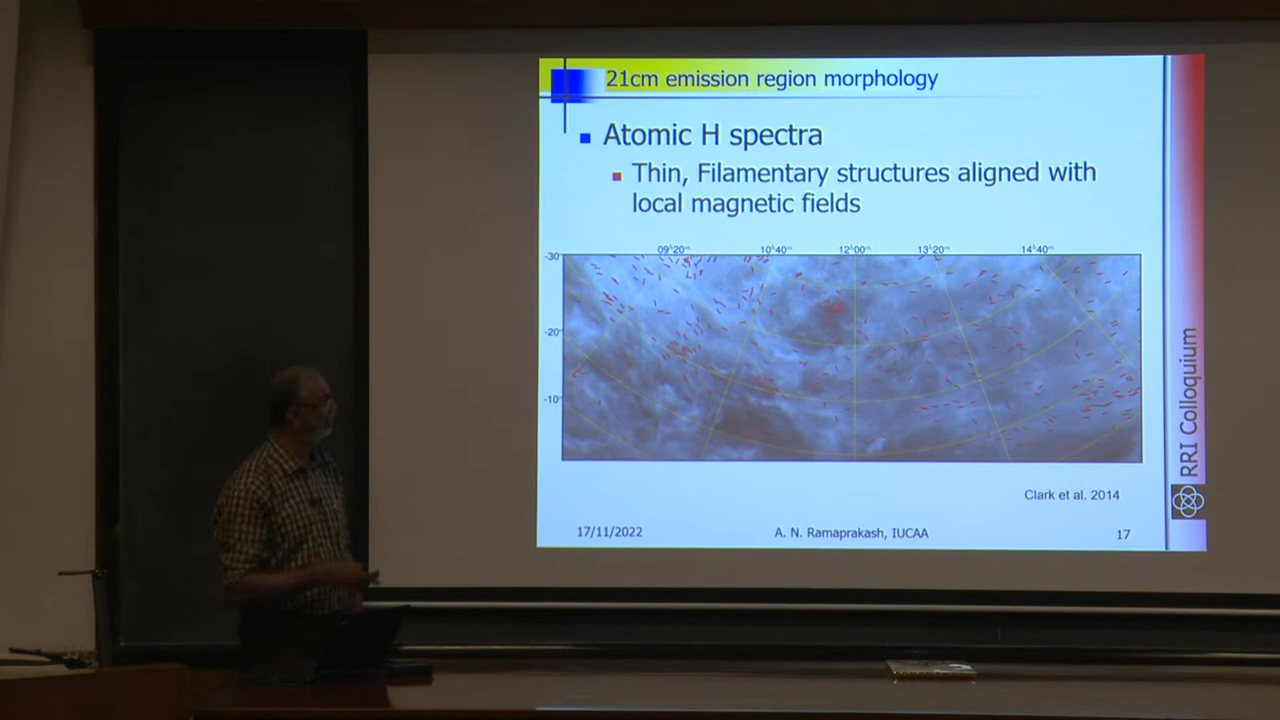 21cm emission region morphology
Atomic H spectra
Thin, Filamentary structures aligned with
local magnetic fields
09h20m 10h40m 12h00m 13h20m 14h40m
-30°
-20°
-10°
Clark et al. 2014
17/11/2022 A. N. Ramaprakash, IUCAA 17
RRI Colloquium